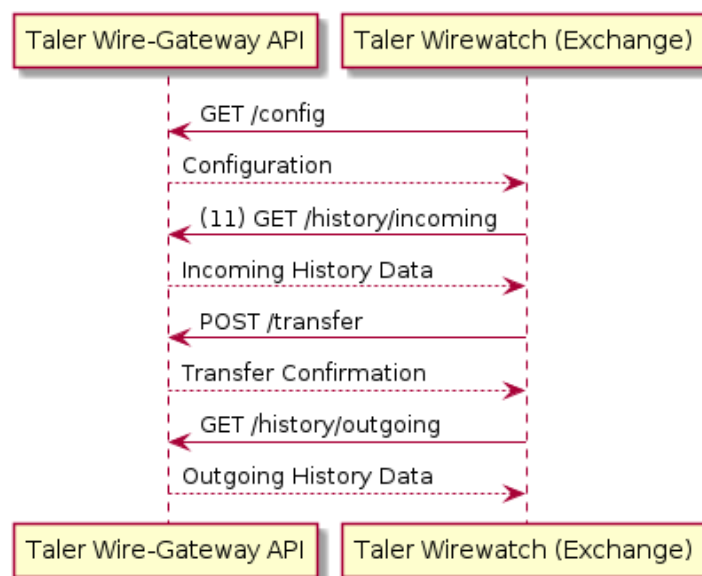 Taler Wire-Gateway API
Taler Wirewatch (Exchange)
GET /config
Configuration
(11) GET /history/incoming
Incoming History Data
POST /transfer
Transfer Confirmation
GET /history/outgoing
Outgoing History Data
Taler Wire-Gateway API
Taler Wirewatch (Exchange)